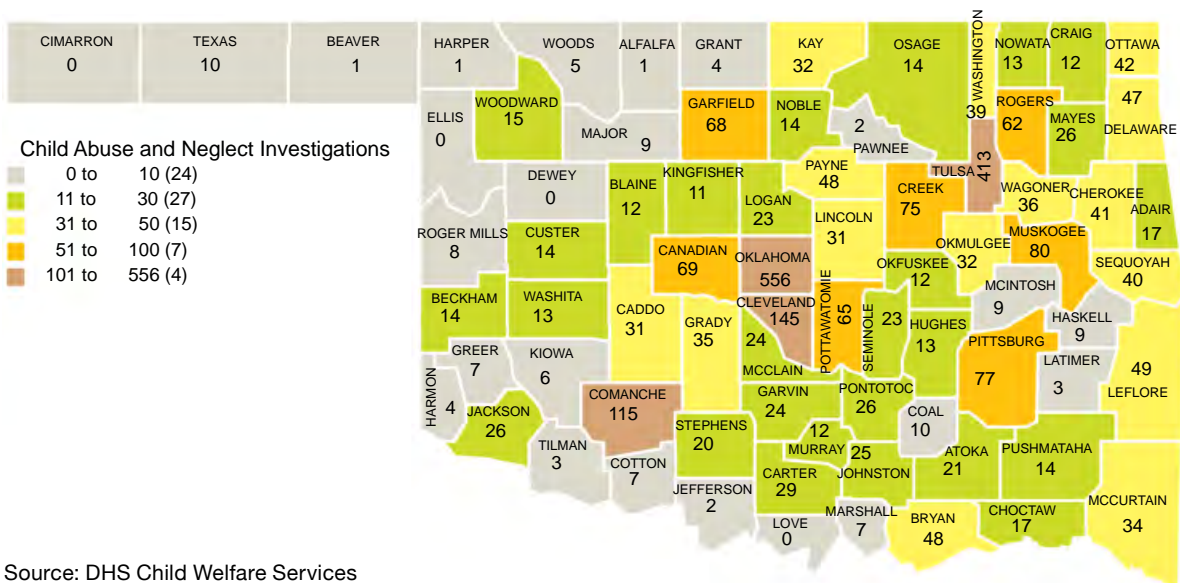 CIMARRON
0
TEXAS
10
BEAVER
1
HARPER
1
WOODS
5
ALFALFA
1
GRANT
4
KAY
32
OSAGE
14
WASHINGTON
39
NOWATA
13
CRAIG
12
OTTAWA
42
ELLIS
0
WOODWARD
15
MAJOR
9
GARFIELD
68
NOBLE
14
2
PAWNEE
ROGERS
62
MAYES
26
47
DELAWARE
Child Abuse and Neglect Investigations
0 to 10 (24)
11 to 30 (27)
31 to 50 (15)
51 to 100 (7)
101 to 556 (4)
DEWEY
0
BLAINE
12
KINGFISHER
11
LOGAN
23
PAYNE
48
CREEK
75
TULSA
413
WAGONER
36
CHEROKEE
41
ADAIR
17
ROGER MILLS
8
CUSTER
14
CANADIAN
69
OKLAHOMA
556
LINCOLN
31
OKFUSKEE
12
OKMULGEE
32
MUSKOGEE
80
MCINTOSH
9
SEQUOYAH
40
BECKHAM
14
WASHITA
13
CADDO
31
GRADY
35
CLEVELAND
145
24
MCCLAIN
POTTAWATOMIE
65
SEMINOLE
23
HUGHES
13
PITTSBURG
77
HASKELL
9
LATIMER
3
49
LEFLORE
HARMON
4
GREER
7
KIOWA
6
JACKSON
26
COMANCHE
115
TILMAN
3
COTTON
7
STEPHENS
20
JEFFERSON
2
GARVIN
24
12
MURRAY
PONTOTOC
26
COAL
10
CARTER
29
25
JOHNSTON
ATOKA
21
PUSHMATAHA
14
LOVE
0
MARSHALL
7
BRYAN
48
CHOCTAW
17
MCCURTAIN
34
Source: DHS Child Welfare Services